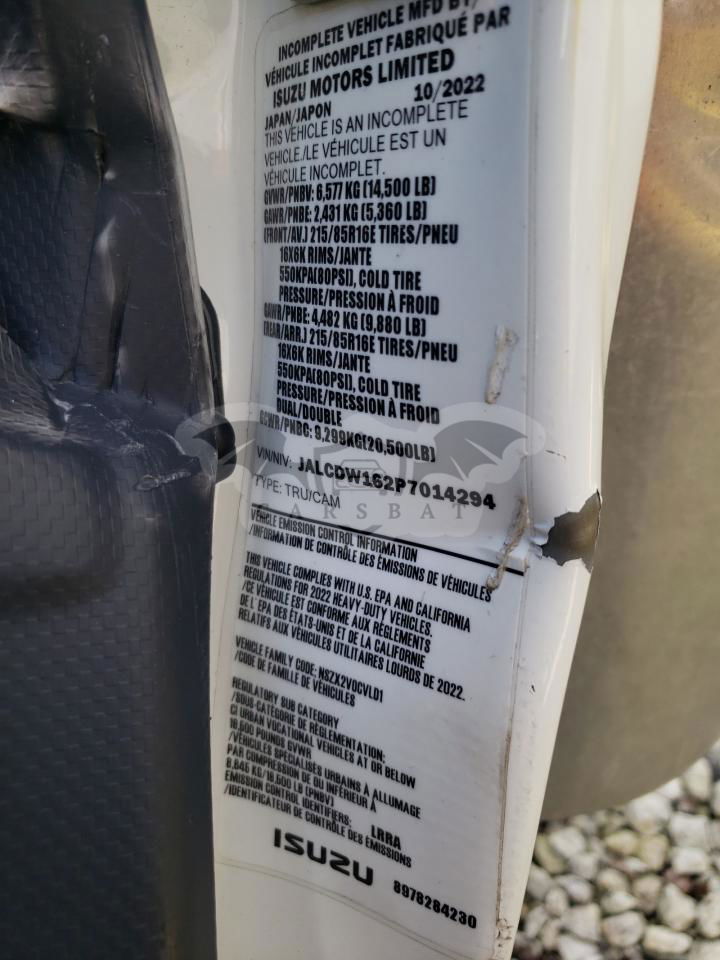 INCOMPLETE VEHICLE MFD BY/
VÉHICULE INCOMPLET FABRIQUÉ PAR
ISUZU MOTORS LIMITED
JAPAN/JAPON 10/2022
THIS VEHICLE IS AN INCOMPLETE
VEHICLE./LE VÉHICULE EST UN
VÉHICULE INCOMPLET.
GVWR/PNBV: 6,577 KG (14,500 LB)
GAWR/PNBE: 2,431 KG (5,360 LB)
(FRONT/AV.) 215/85R16E TIRES/PNEU
16X6K RIMS/JANTE
550KPA(80PSI), COLD TIRE
PRESSURE/PRESSION À FROID
GAWR/PNBE: 4,482 KG (9,880 LB)
(REAR/ARR.) 215/85R16E TIRES/PNEU
16X6K RIMS/JANTE
550KPA(80PSI), COLD TIRE
PRESSURE/PRESSION À FROID
DUAL/DOUBLE
GCWR/PNBC: 9,299KG(20,500LB)
VIN/NIV: JALCDW162P7014294
TYPE: TRU/CAM
CARSBAT
VEHICLE EMISSION CONTROL INFORMATION
/INFORMATION DE CONTRÔLE DES ÉMISSIONS DE VÉHICULES
THIS VEHICLE COMPLIES WITH U.S. EPA AND CALIFORNIA
REGULATIONS FOR 2022 HEAVY-DUTY VEHICLES.
/CE VÉHICULE EST CONFORME AUX RÈGLEMENTS
DE L'EPA DES ÉTATS-UNIS ET DE LA CALIFORNIE
RELATIFS AUX VÉHICULES UTILITAIRES LOURDS DE 2022.
VEHICLE FAMILY CODE: NSZX2VOCVLD1
/CODE DE FAMILLE DE VÉHICULES
REGULATORY SUB CATEGORY
/SOUS-CATÉGORIE DE RÉGLEMENTATION:
CI URBAN VOCATIONAL VEHICLES AT OR BELOW
19,500 POUNDS GVWR
/VÉHICULES SPÉCIALISÉS URBAINS À ALLUMAGE
PAR COMPRESSION DE OU INFÉRIEUR À
8,845 KG/19,500 LB (PNBV)
EMISSION CONTROL IDENTIFIERS: LRRA
/IDENTIFICATEUR DE CONTRÔLE DES ÉMISSIONS
ISUZU 8978284230